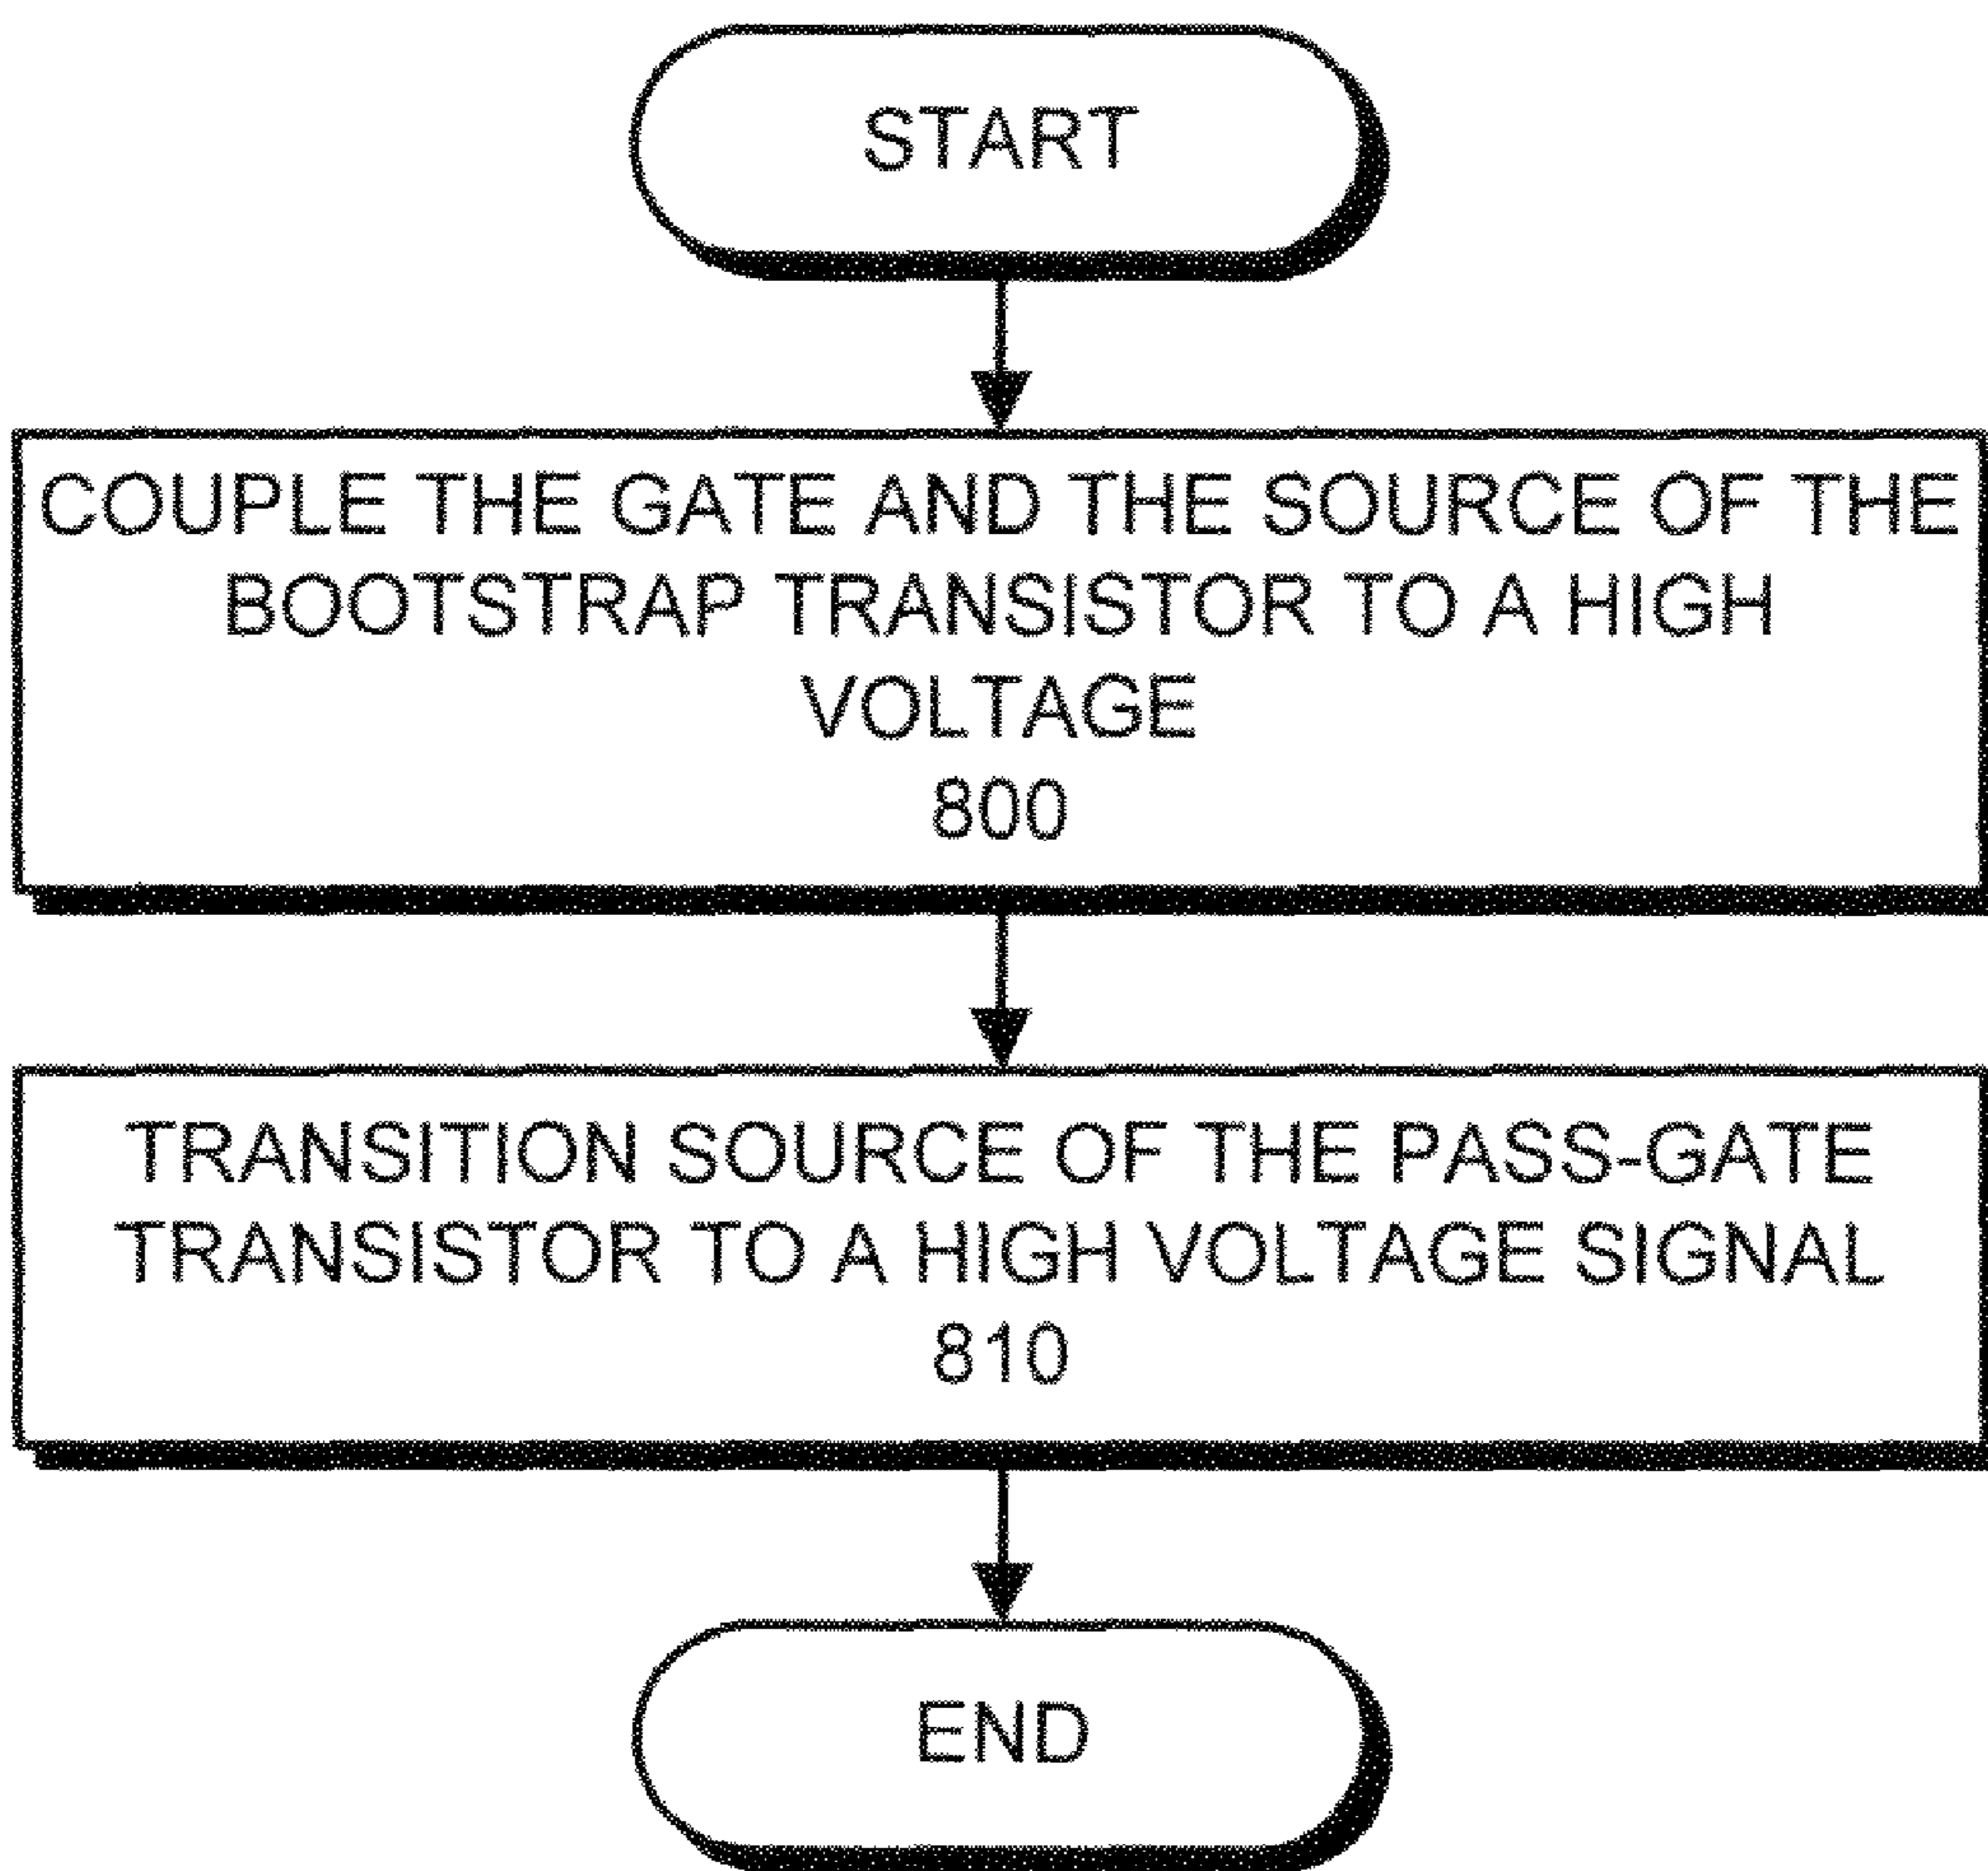 START
COUPLE THE GATE AND THE SOURCE OF THE
BOOTSTRAP TRANSISTOR TO A HIGH
VOLTAGE
800
TRANSITION SOURCE OF THE PASS-GATE
TRANSISTOR TO A HIGH VOLTAGE SIGNAL
810
END